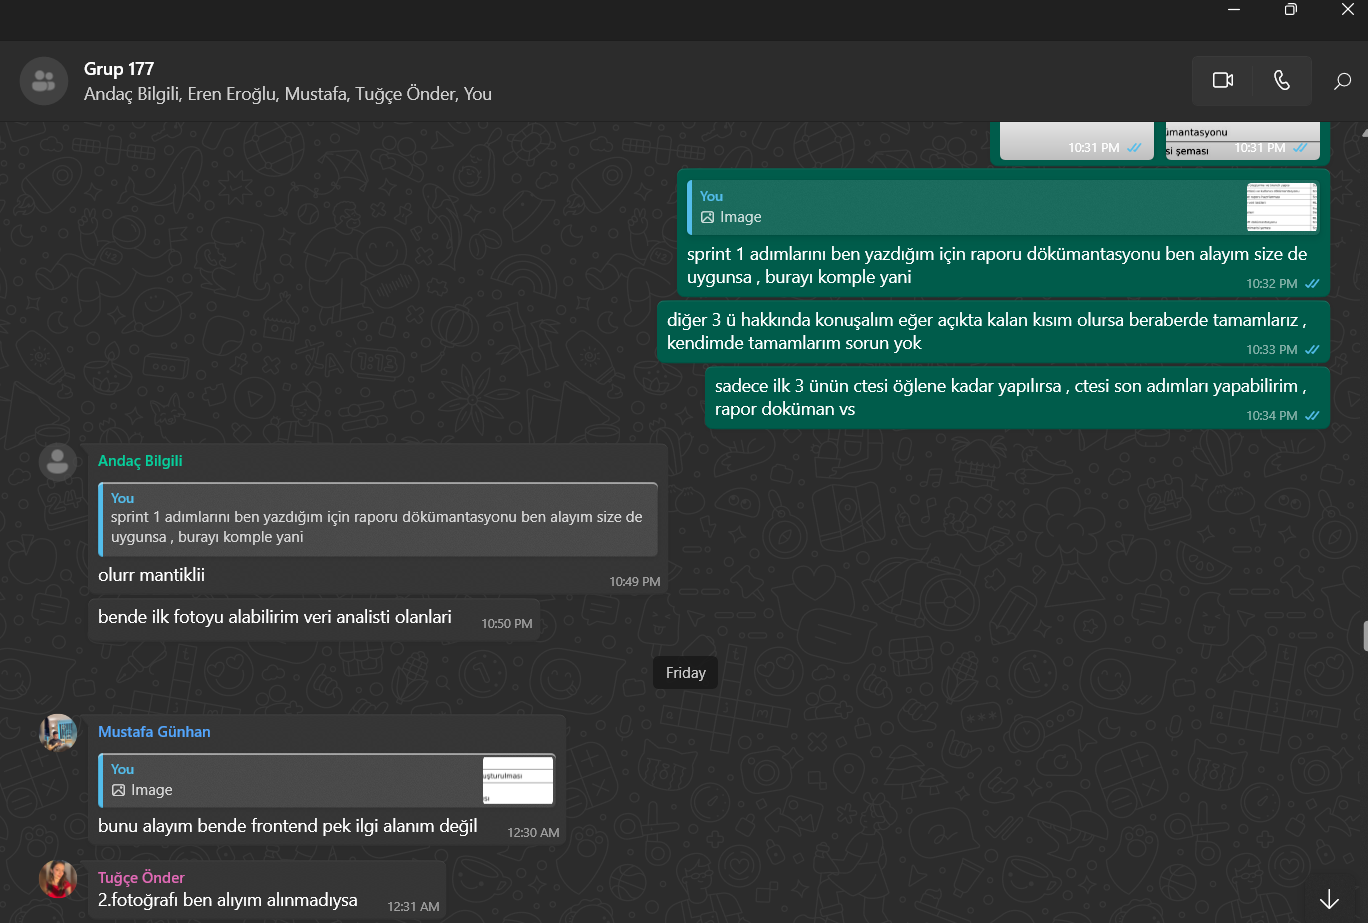 Grup 177
Andaç Bilgili, Eren Eroğlu, Mustafa, Tuğçe Önder, You
10:31 PM
ümantasyonu
si şeması
10:31 PM
You
Image
sprint 1 adımlarını ben yazdığım için raporu dökümantasyonu ben alayım size de
uygunsa , burayı komple yani
10:32 PM
diğer 3 ü hakkında konuşalım eğer açıkta kalan kısım olursa beraberde tamamlarız ,
kendimde tamamlarım sorun yok
10:33 PM
sadece ilk 3 ünün ctesi öğlene kadar yapılırsa , ctesi son adımları yapabilirim ,
rapor doküman vs
10:34 PM
Andaç Bilgili
You
sprint 1 adımlarını ben yazdığım için raporu dökümantasyonu ben alayım size de
uygunsa , burayı komple yani
olurr mantiklii
10:49 PM
bende ilk fotoyu alabilirim veri analisti olanlari
10:50 PM
Friday
Mustafa Günhan
You
Image
uşturulması
sı
bunu alayım bende frontend pek ilgi alanım değil
12:30 AM
Tuğçe Önder
2.fotoğrafı ben alıyım alınmadıysa
12:31 AM